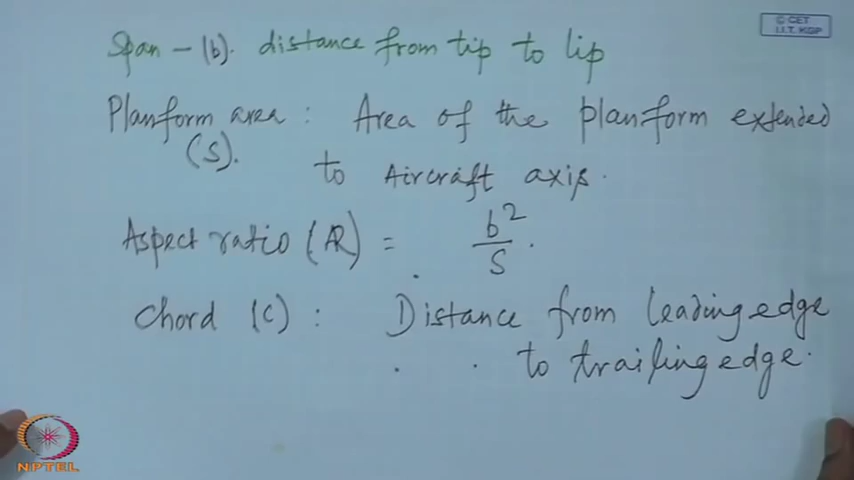 © CET
I.I.T. KGP
Span - (b). distance from tip to tip
Planform area : Area of the planform extended
(S). to Aircraft axis.
Aspect ratio (AR) = b²/S.
Chord (c) : Distance from leading edge
to trailing edge.
NPTEL